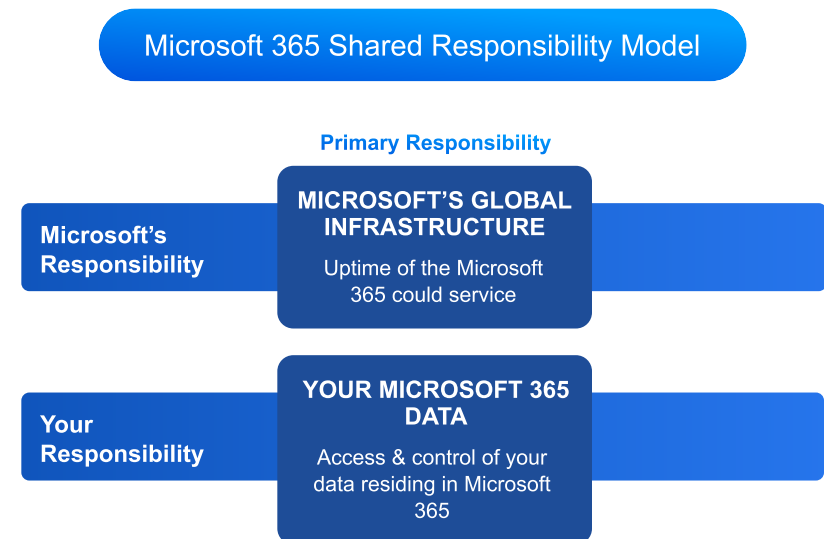 Microsoft 365 Shared Responsibility Model
Primary Responsibility
Microsoft’s
Responsibility
MICROSOFT’S GLOBAL
INFRASTRUCTURE
Uptime of the Microsoft
365 could service
Your
Responsibility
YOUR MICROSOFT 365
DATA
Access & control of your
data residing in Microsoft
365